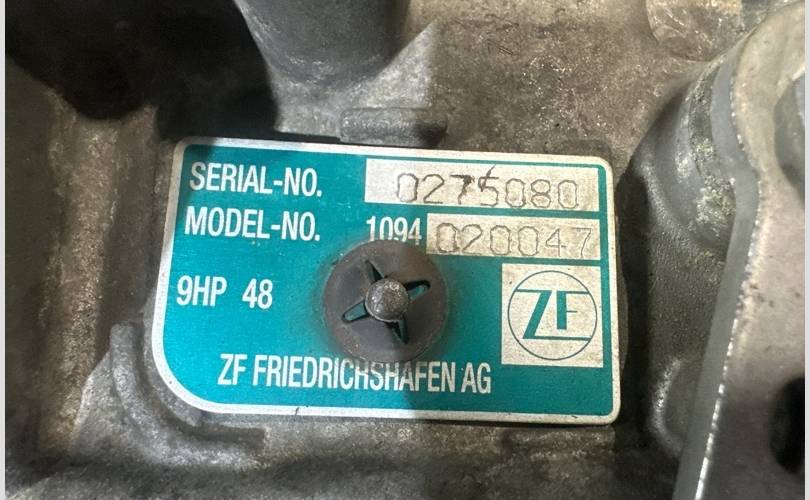 SERIAL-NO. 0275080
MODEL-NO. 1094 020047
9HP 48
ZF
ZF FRIEDRICHSHAFEN AG